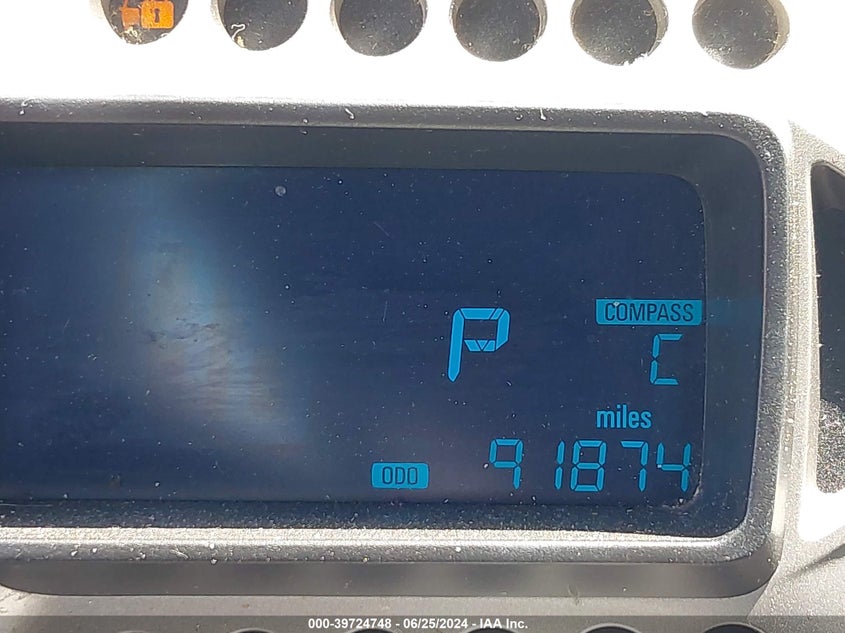 COMPASS
P C
miles
ODO 91874
000-39724748 - 06/25/2024 - IAA Inc.